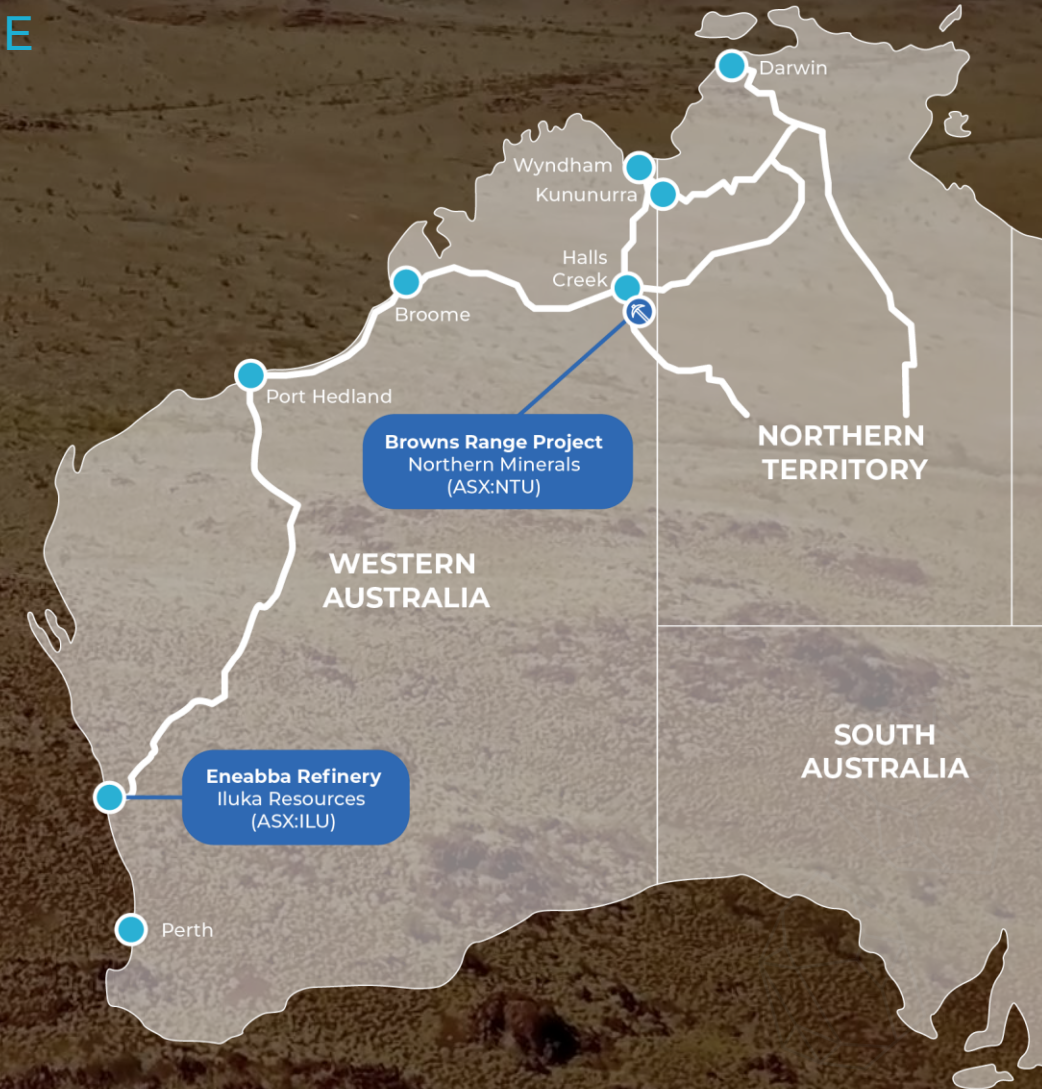 E
Darwin
Wyndham
Kununurra
Halls
Creek
Broome
Port Hedland
Browns Range Project
Northern Minerals
(ASX:NTU)
NORTHERN
TERRITORY
WESTERN
AUSTRALIA
SOUTH
AUSTRALIA
Eneabba Refinery
Iluka Resources
(ASX:ILU)
Perth